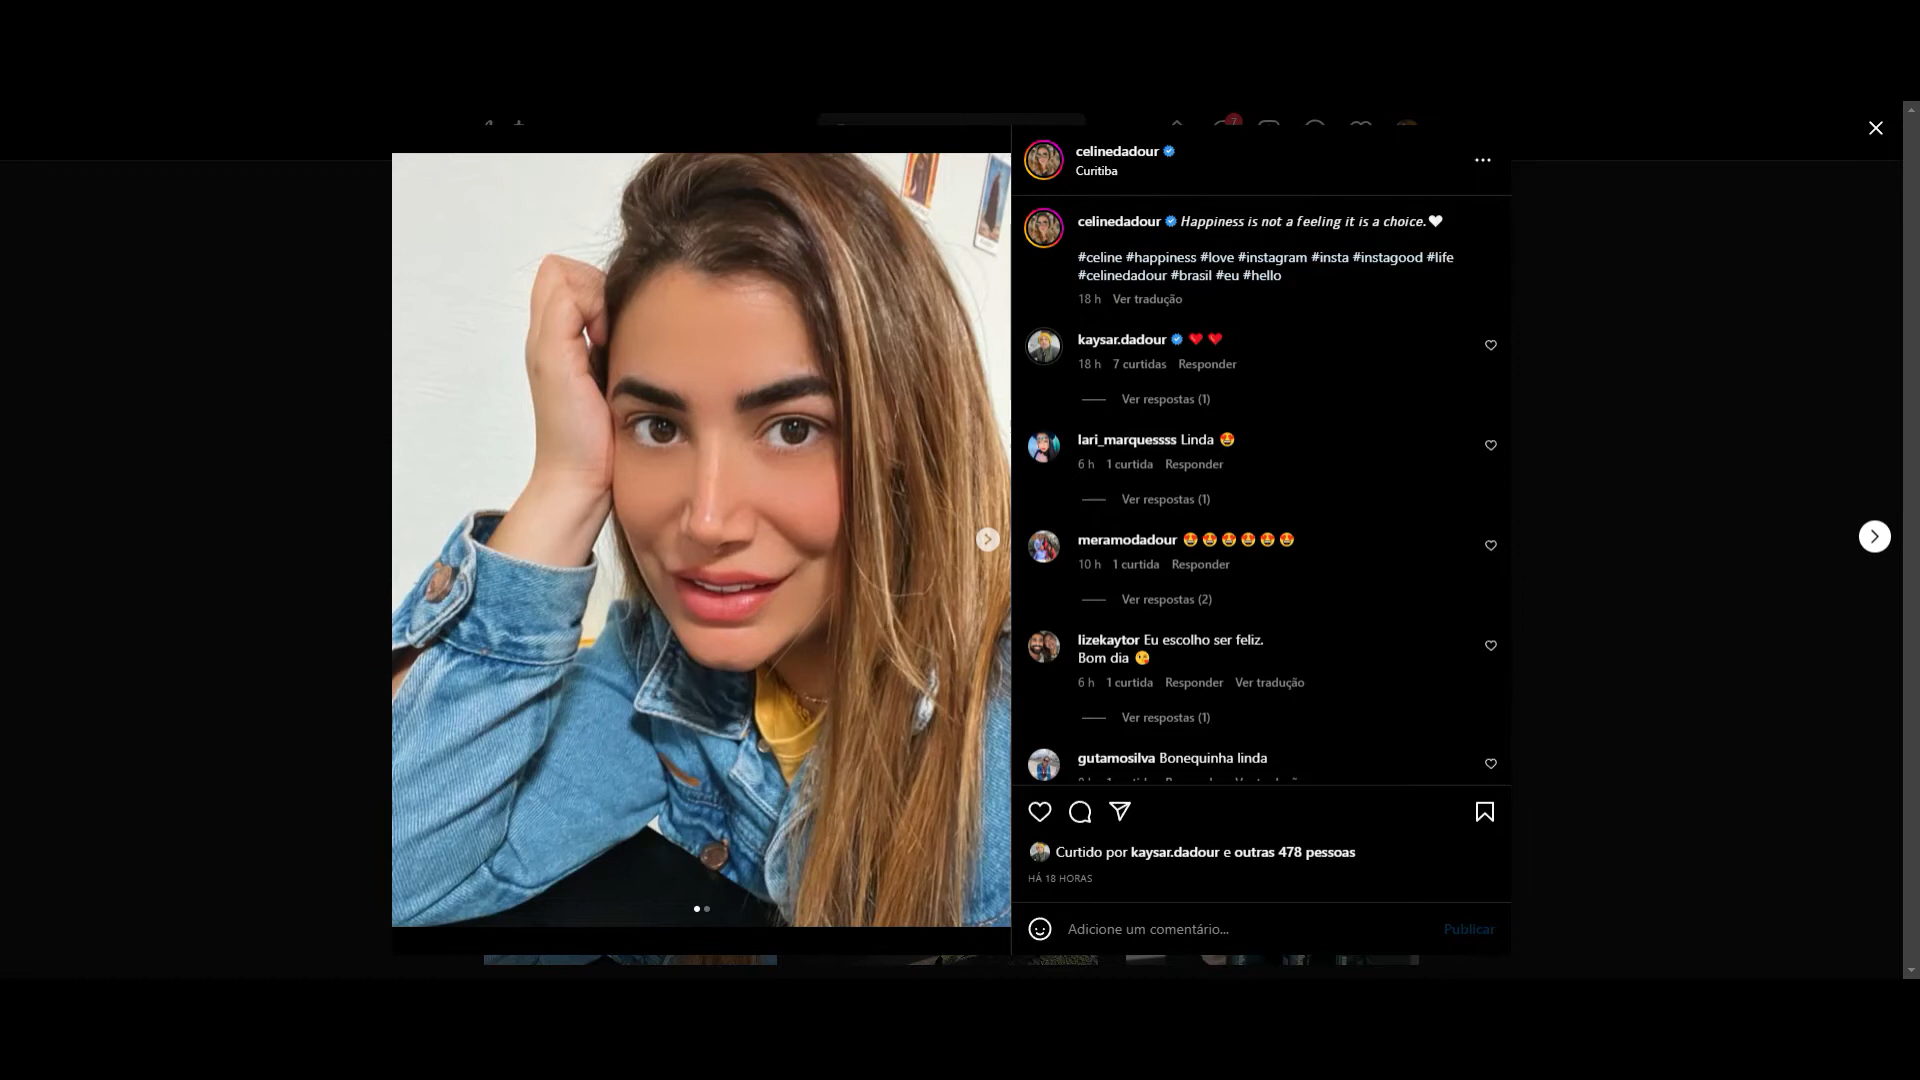 7
celinedadour
Curitiba
celinedadour Happiness is not a feeling it is a choice.🤍
#celine #happiness #love #instagram #insta #instagood #life
#celinedadour #brasil #eu #hello
18 h Ver tradução
kaysar.dadour ❤️ ❤️
18 h 7 curtidas Responder
Ver respostas (1)
lari_marquessss Linda 🤩
6 h 1 curtida Responder
Ver respostas (1)
meramodadour 🤩🤩🤩🤩🤩🤩
10 h 1 curtida Responder
Ver respostas (2)
lizekaytor Eu escolho ser feliz.
Bom dia 😘
6 h 1 curtida Responder Ver tradução
Ver respostas (1)
gutamosilva Bonequinha linda
Curtido por kaysar.dadour e outras 478 pessoas
HÁ 18 HORAS
Adicione um comentário...
Publicar